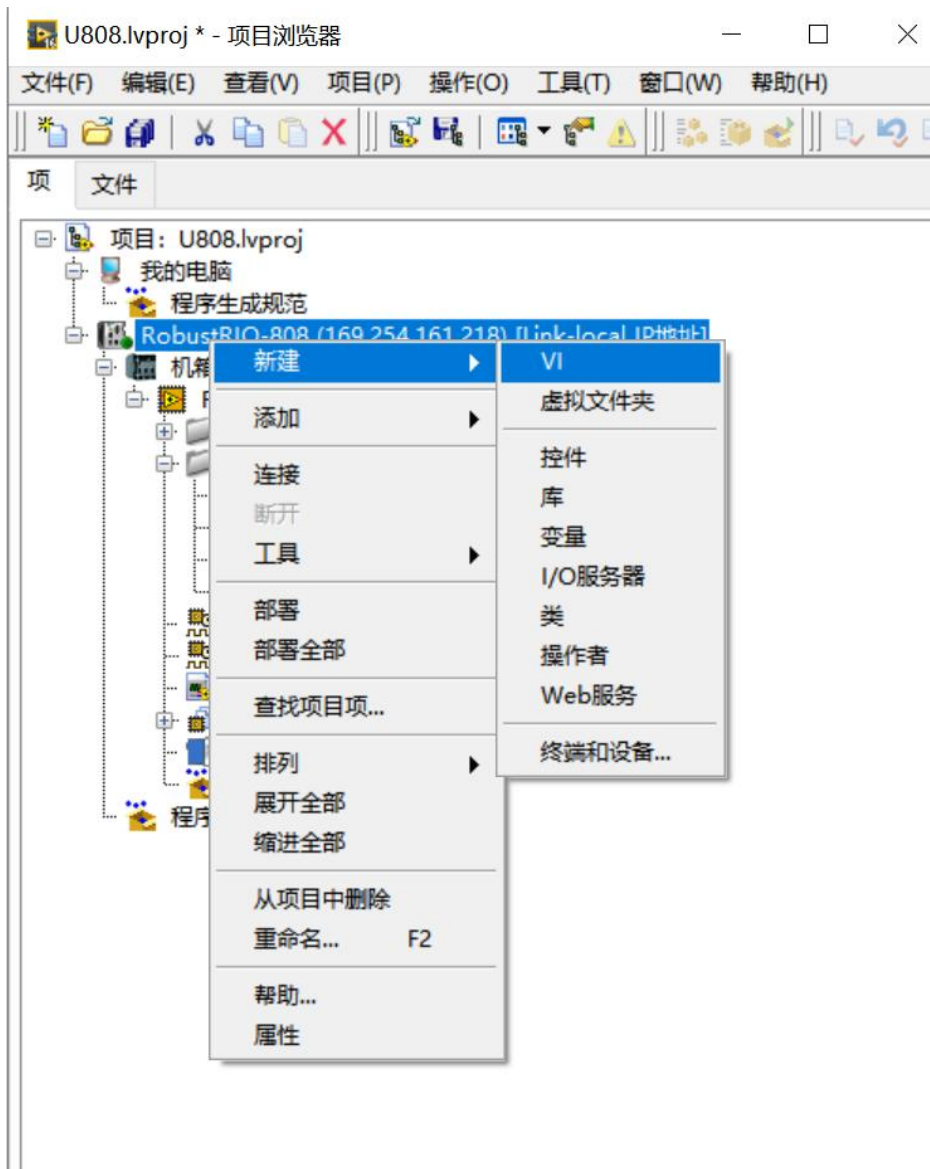 U808.lvproj * - 项目浏览器
文件(F) 编辑(E) 查看(V) 项目(P) 操作(O) 工具(T) 窗口(W) 帮助(H)
项 文件
项目: U808.lvproj
我的电脑
程序生成规范
RobustRIO-808 (169.254.161.218) [Link-local IP地址]
机箱
程序
新建
添加
连接
断开
工具
部署
部署全部
查找项目项...
排列
展开全部
缩进全部
从项目中删除
重命名... F2
帮助...
属性
VI
虚拟文件夹
控件
库
变量
I/O服务器
类
操作者
Web服务
终端和设备...